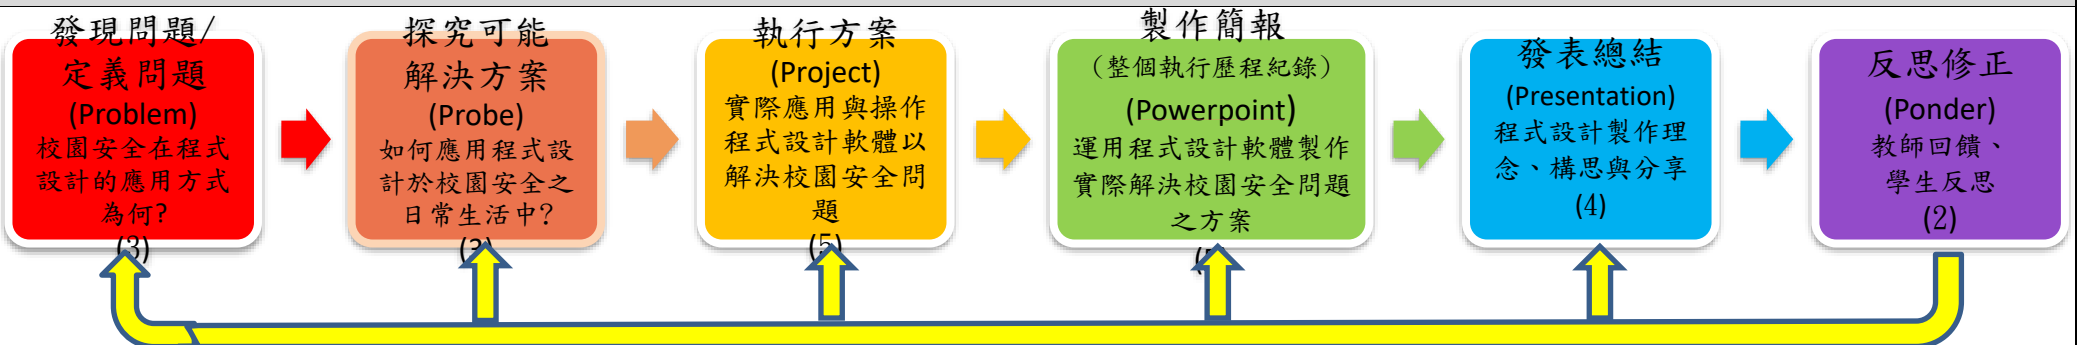 發現問題/
定義問題
(Problem)
校園安全在程式
設計的應用方式
為何?
(3)
探究可能
解決方案
(Probe)
如何應用程式設
計於校園安全之
日常生活中?
執行方案
(Project)
實際應用與操作
程式設計軟體以
解決校園安全問
題
(5)
製作簡報
(整個執行歷程紀錄)
(Powerpoint)
運用程式設計軟體製作
實際解決校園安全問題
之方案
發表總結
(Presentation)
程式設計製作理
念、構思與分享
(4)
反思修正
(Ponder)
教師回饋、
學生反思
(2)